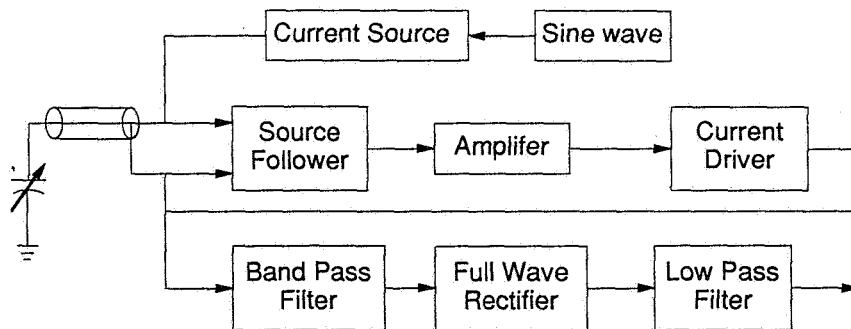 Current Source
Sine wave
Source
Follower
Amplifer
Current
Driver
Band Pass
Filter
Full Wave
Rectifier
Low Pass
Filter